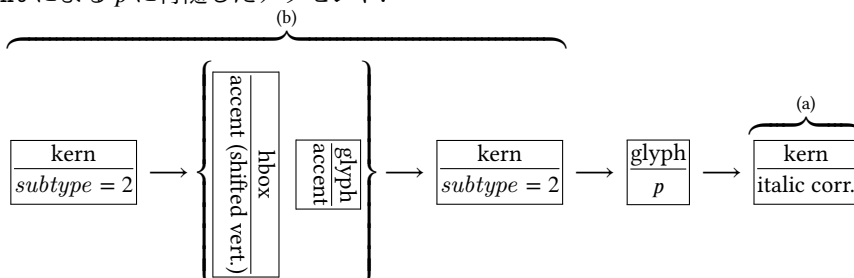 (b)
(a)
kern
subtype = 2
hbox
accent (shifted vert.)
glyph
accent
kern
subtype = 2
glyph
p
kern
italic corr.